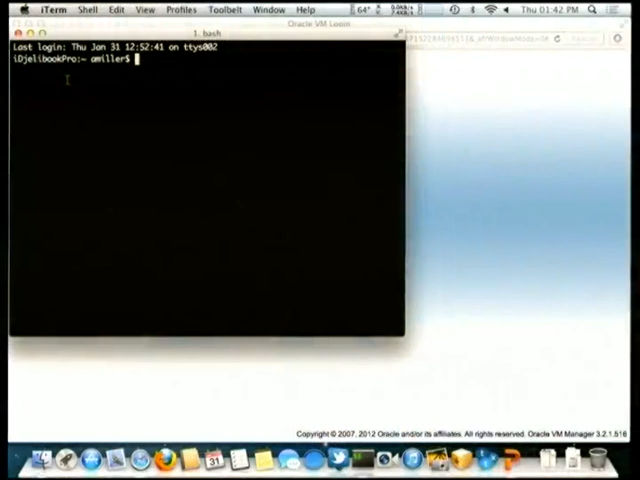 iTerm Shell Edit View Profiles Toolbelt Window Help 64° Thu 01:42 PM
Oracle VM Login
1. bash
Last login: Thu Jan 31 12:52:41 on ttys002
iDjelibookPro:~ amiller$
31
Copyright © 2007, 2012 Oracle and/or its affiliates. All rights reserved. Oracle VM Manager 3.2.1.516